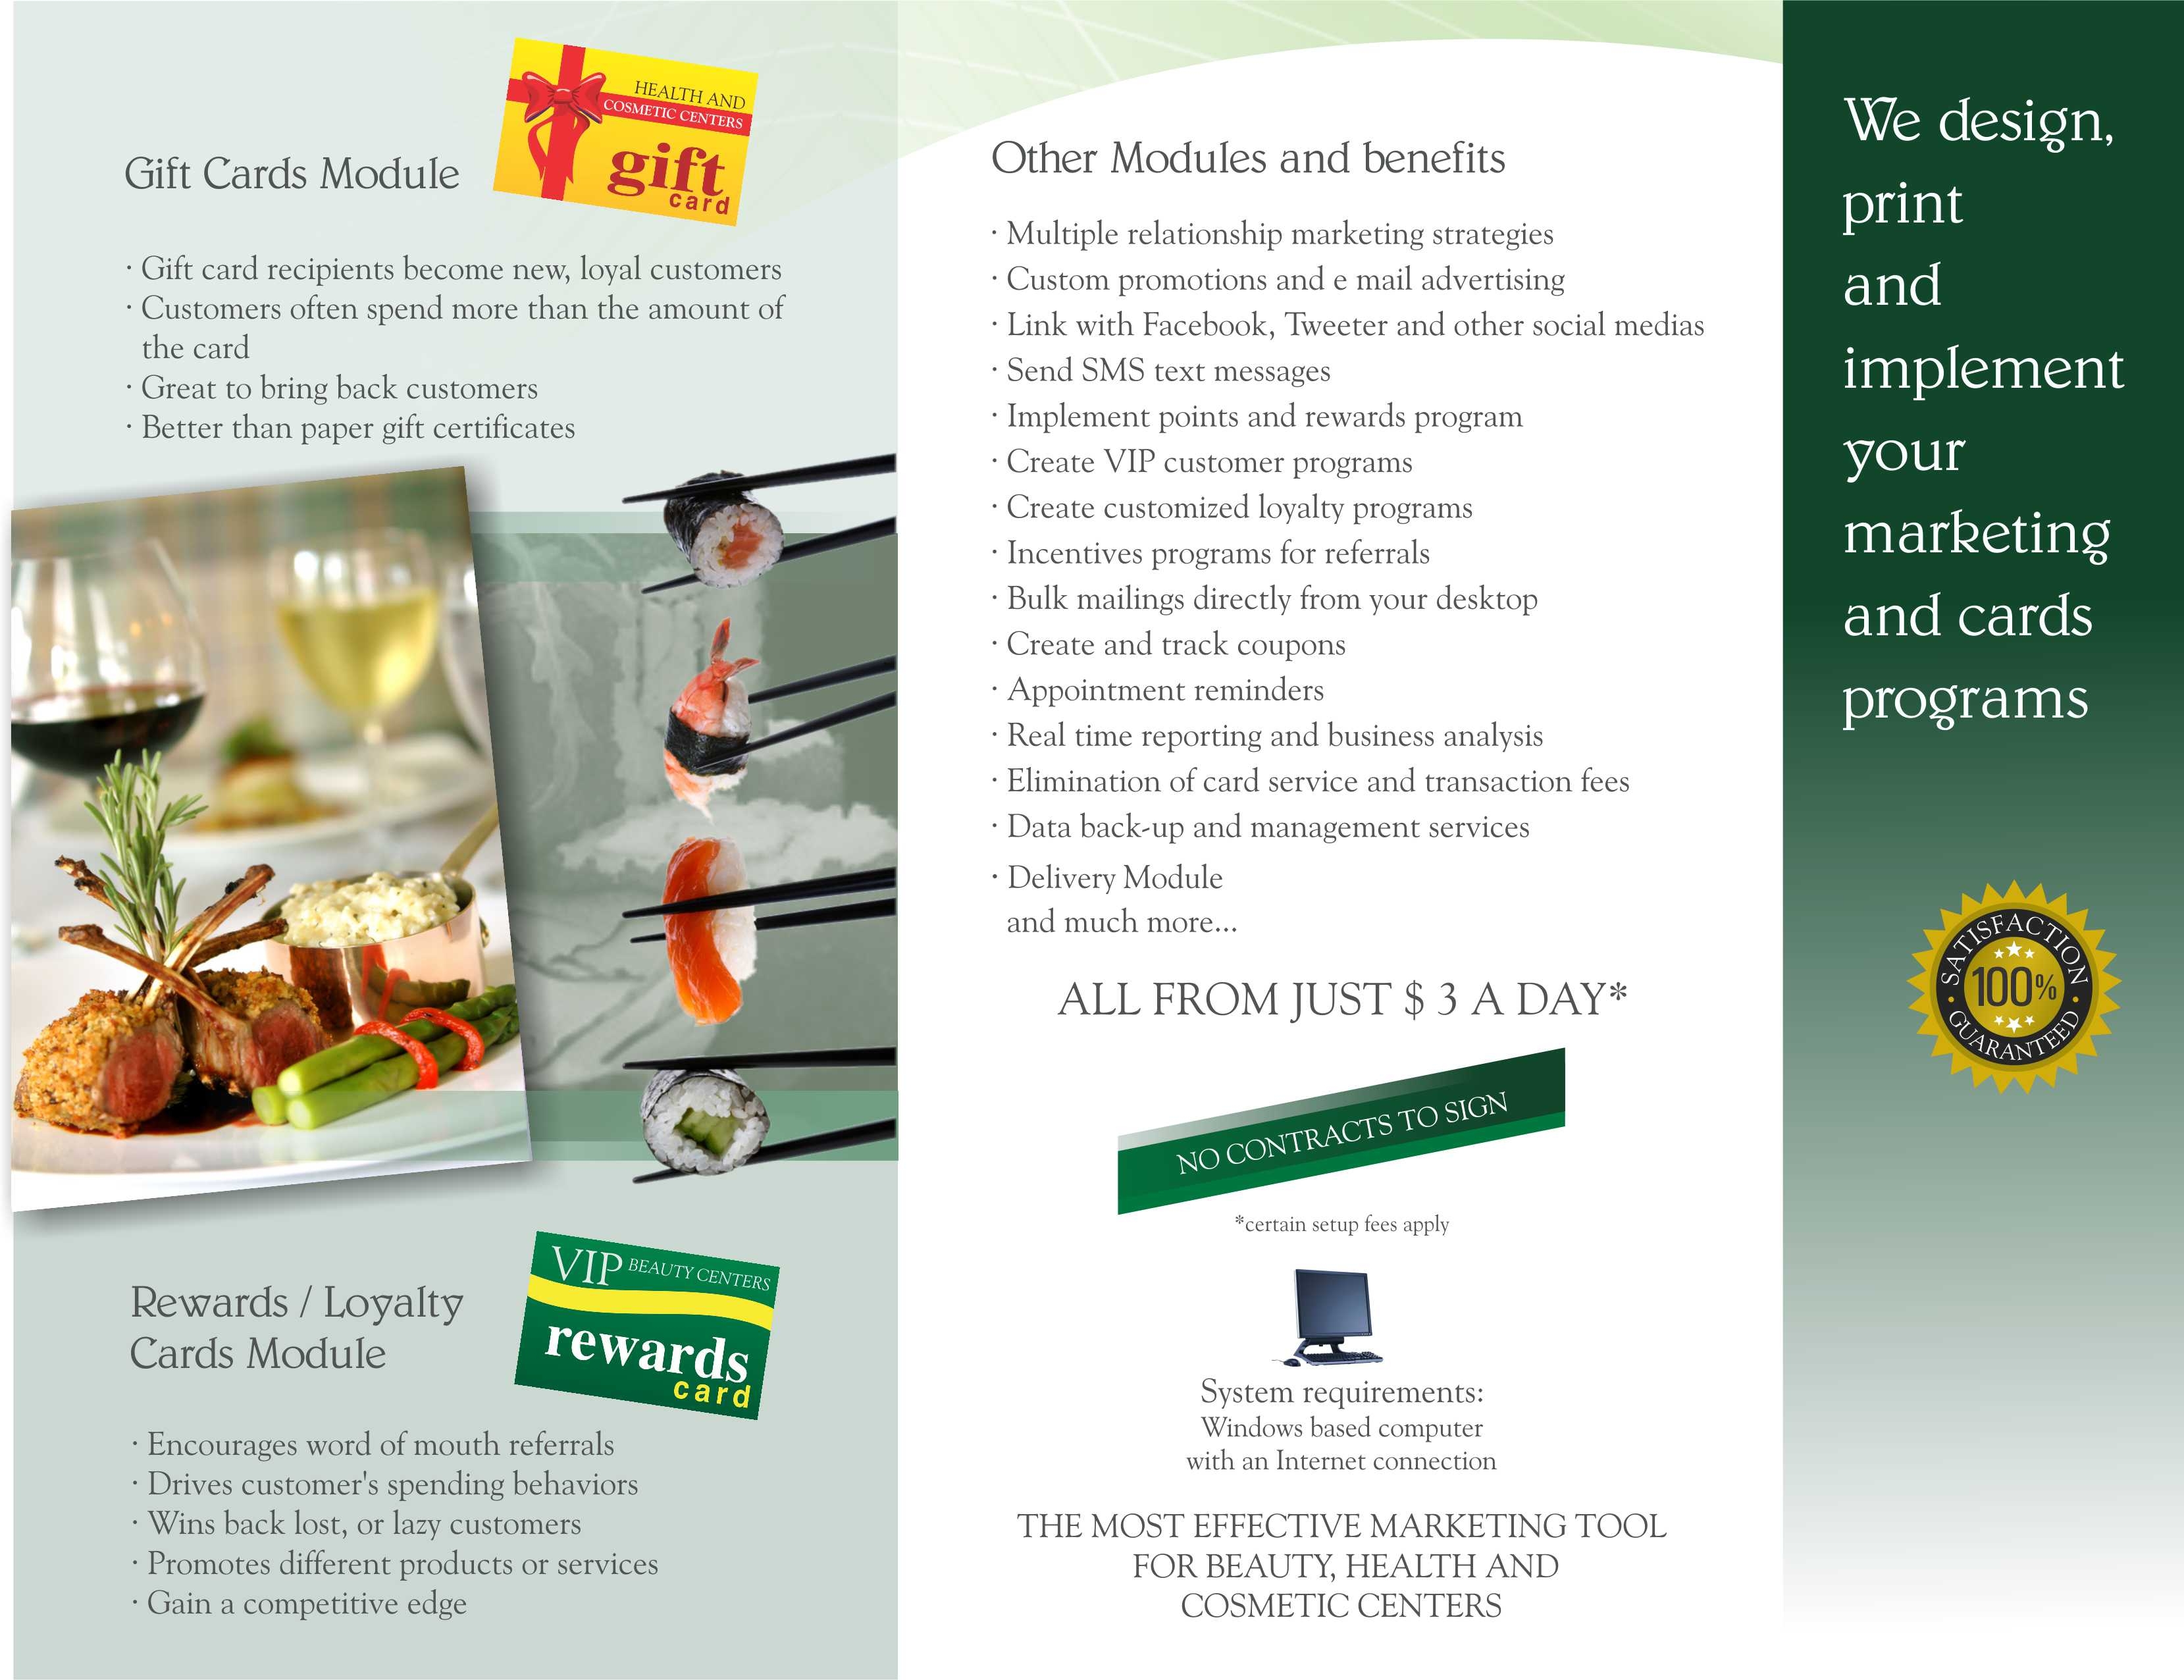 HEALTH AND
COSMETIC CENTERS
gift
card
Gift Cards Module
· Gift card recipients become new, loyal customers
· Customers often spend more than the amount of
the card
· Great to bring back customers
· Better than paper gift certificates
VIP BEAUTY CENTERS
rewards
card
Rewards / Loyalty
Cards Module
· Encourages word of mouth referrals
· Drives customer's spending behaviors
· Wins back lost, or lazy customers
· Promotes different products or services
· Gain a competitive edge
Other Modules and benefits
· Multiple relationship marketing strategies
· Custom promotions and e mail advertising
· Link with Facebook, Tweeter and other social medias
· Send SMS text messages
· Implement points and rewards program
· Create VIP customer programs
· Create customized loyalty programs
· Incentives programs for referrals
· Bulk mailings directly from your desktop
· Create and track coupons
· Appointment reminders
· Real time reporting and business analysis
· Elimination of card service and transaction fees
· Data back-up and management services
· Delivery Module
and much more...
ALL FROM JUST $ 3 A DAY*
NO CONTRACTS TO SIGN
*certain setup fees apply
System requirements:
Windows based computer
with an Internet connection
THE MOST EFFECTIVE MARKETING TOOL
FOR BEAUTY, HEALTH AND
COSMETIC CENTERS
We design,
print
and
implement
your
marketing
and cards
programs
SATISFACTION
100%
GUARANTEED